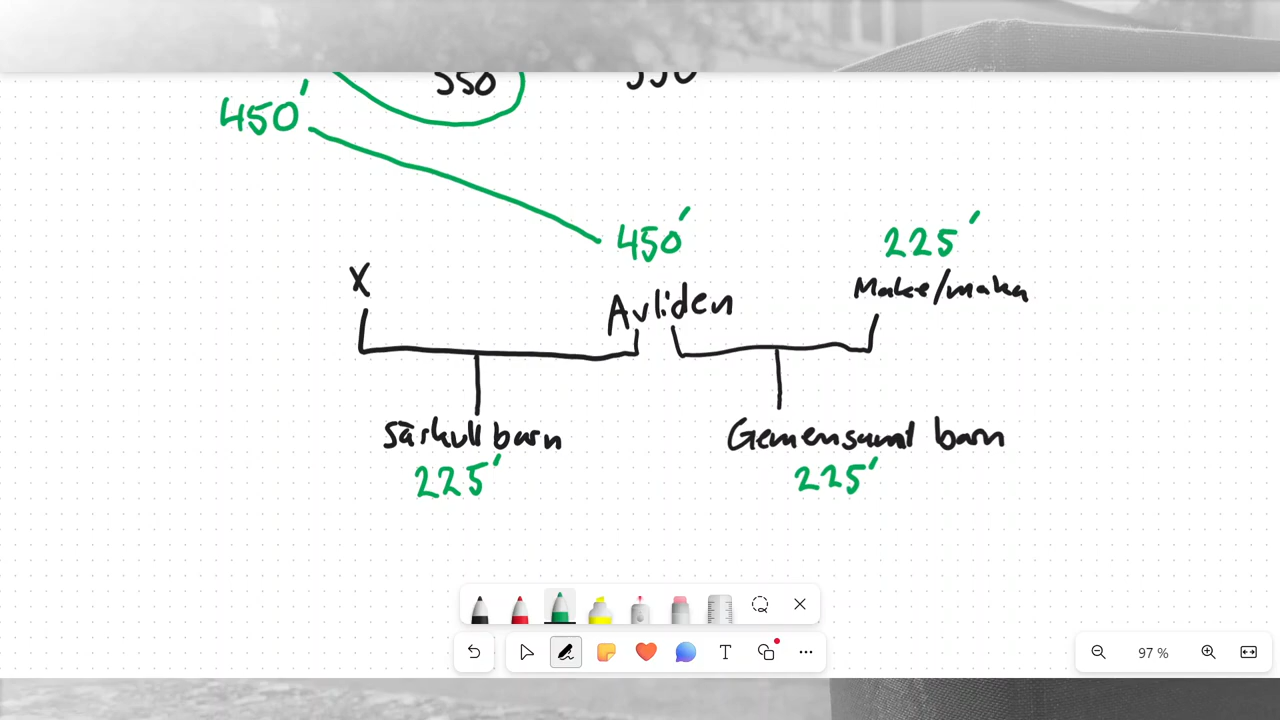 550
450'
450'
225'
X
Avliden
Make/maka
Särkullbarn
Gemensamt barn
225'
225'
T
97 %